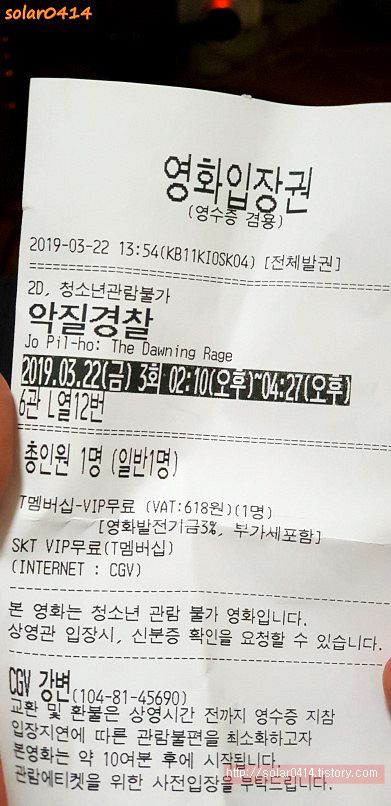 solar0414
영화입장권
(영수증 겸용)
2019-03-22 13:54(KB11KIOSK04) [전체발권]
2D, 청소년관람불가
악질경찰
Jo Pil-ho: The Dawning Rage
2019.03.22(금) 3회 02:10(오후)~04:27(오후)
6관 L열12번
총인원 1명 (일반1명)
T멤버십-VIP무료 (VAT:618원)(1명)
[영화발전기금3%, 부가세포함]
SKT VIP무료(T멤버십)
(INTERNET : CGV)
본 영화는 청소년 관람 불가 영화입니다.
상영관 입장시, 신분증 확인을 요청할 수 있습니다.
CGV 강변(104-81-45690)
교환 및 환불은 상영시간 전까지 영수증 지참
입장지연에 따른 관람불편을 최소화하고자
본영화는 약 10여분 후에 시작됩니다.
관람에티켓을 위한 사전입장을 부탁드립니다.
http://solar0414.tistory.com